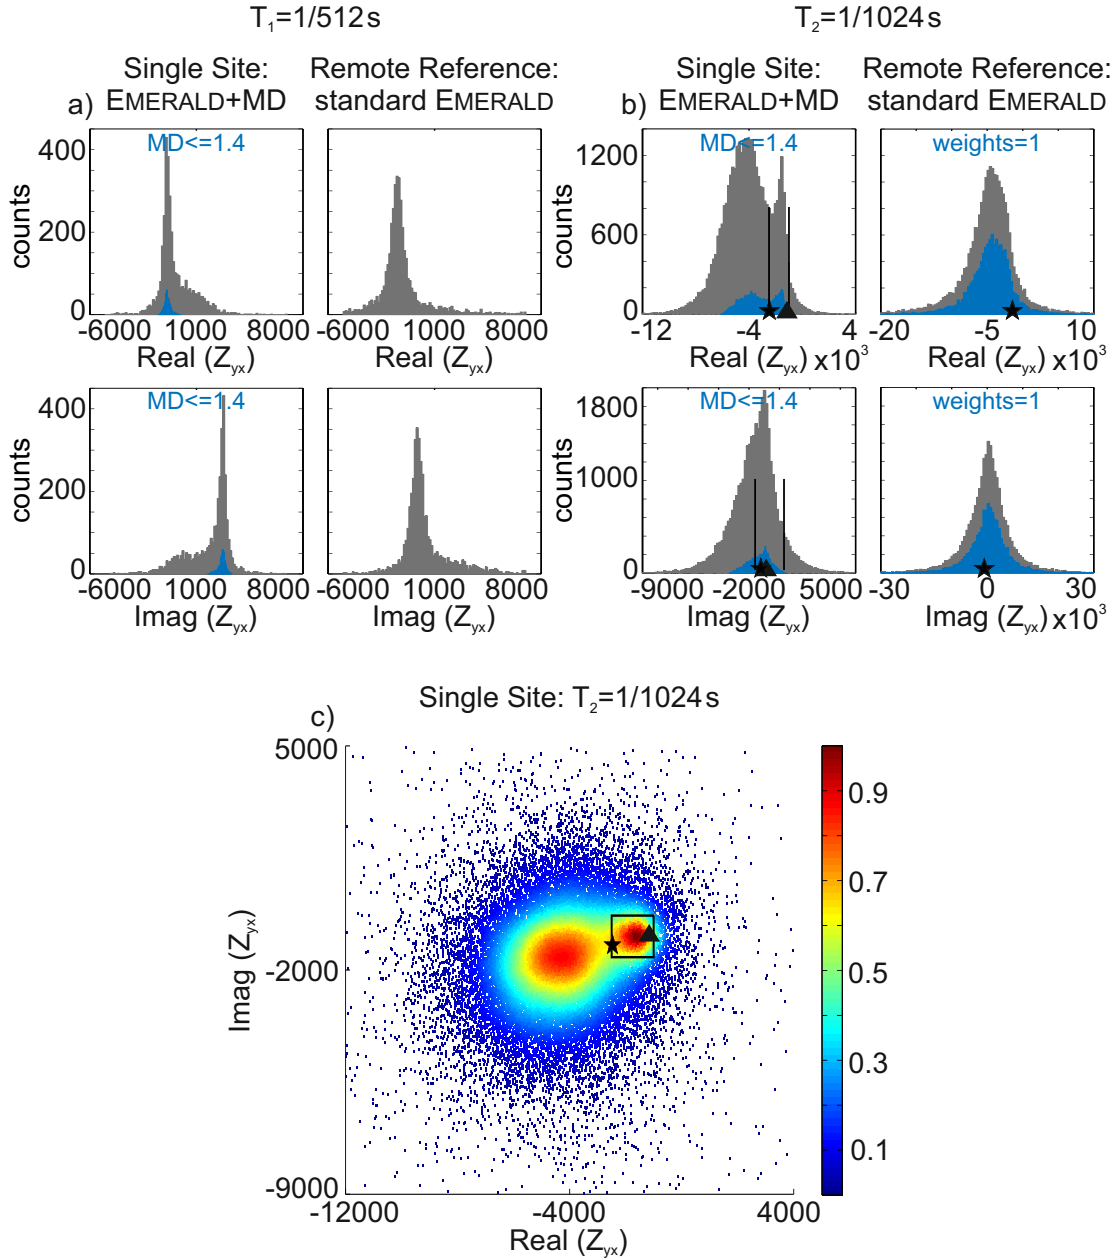 T₁=1/512s
T₂=1/1024s
Single Site: EMERALD+MD
Remote Reference: standard EMERALD
Single Site: EMERALD+MD
Remote Reference: standard EMERALD
a)
b)
MD<=1.4
MD<=1.4
weights=1
400
200
0
counts
-6000 1000 8000
Real (Zyx)
-6000 1000 8000
Real (Zyx)
1200
600
0
counts
-12 -4 4
Real (Zyx) x10³
-20 -5 10
Real (Zyx) x10³
MD<=1.4
MD<=1.4
weights=1
400
200
0
counts
-6000 1000 8000
Imag (Zyx)
-6000 1000 8000
Imag (Zyx)
1800
1000
0
counts
-9000 -2000 5000
Imag (Zyx)
-30 0 30
Imag (Zyx) x10³
Single Site: T₂=1/1024s
c)
5000
-2000
-9000
Imag (Zyx)
-12000 -4000 4000
Real (Zyx)
0.9
0.7
0.5
0.3
0.1